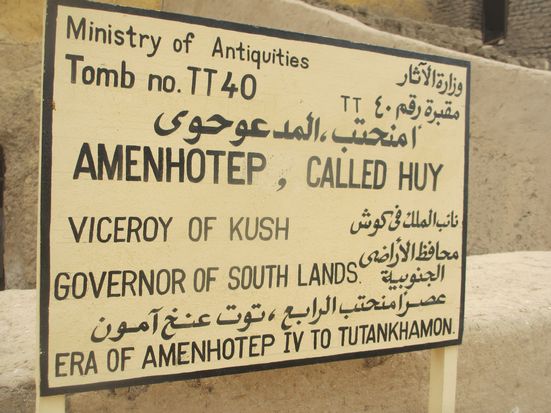 Ministry of Antiquities
وزارة الآثار
Tomb no. TT40
مقبرة رقم ٤٠ TT
امنحتب، المدعو حوى
AMENHOTEP, CALLED HUY
VICEROY OF KUSH
نائب الملك فى كوش
GOVERNOR OF SOUTH LANDS.
محافظ الأراضى
الجنوبية
عصر امنحتب الرابع، توت عنخ آمون
ERA OF AMENHOTEP IV TO TUTANKHAMON.